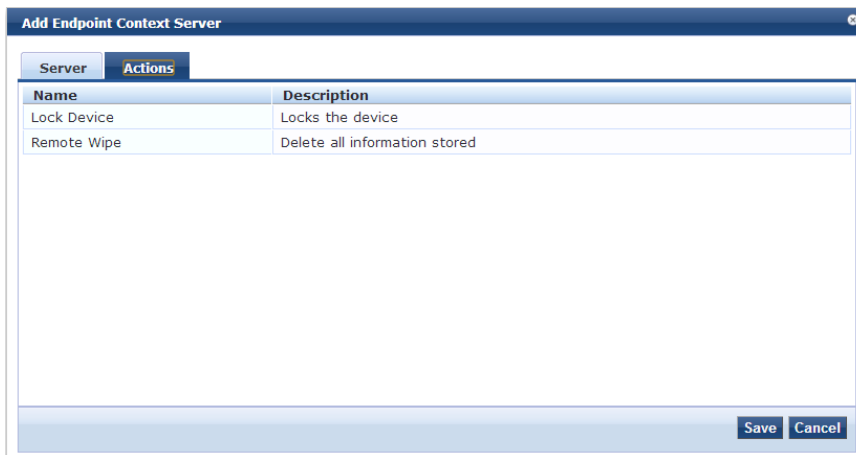 Add Endpoint Context Server
Server Actions
Name Description
Lock Device Locks the device
Remote Wipe Delete all information stored
Save Cancel